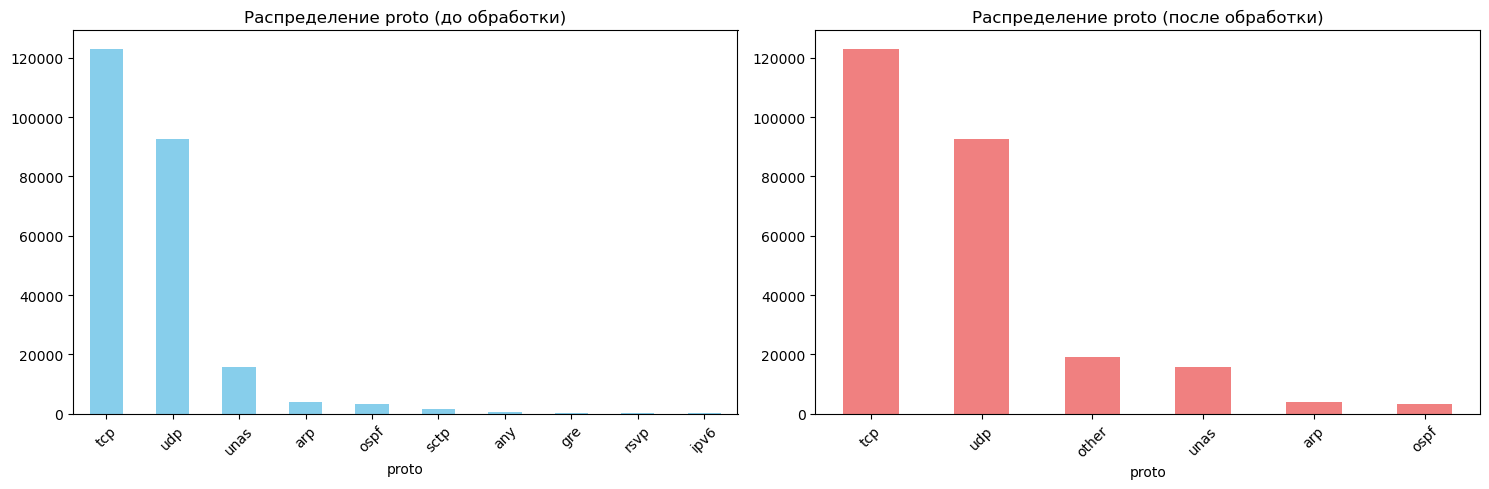 Распределение proto (до обработки)
120000
100000
80000
60000
40000
20000
0
tcp
udp
unas
arp
ospf
sctp
any
gre
rsvp
ipv6
proto
Распределение proto (после обработки)
120000
100000
80000
60000
40000
20000
0
tcp
udp
other
unas
arp
ospf
proto